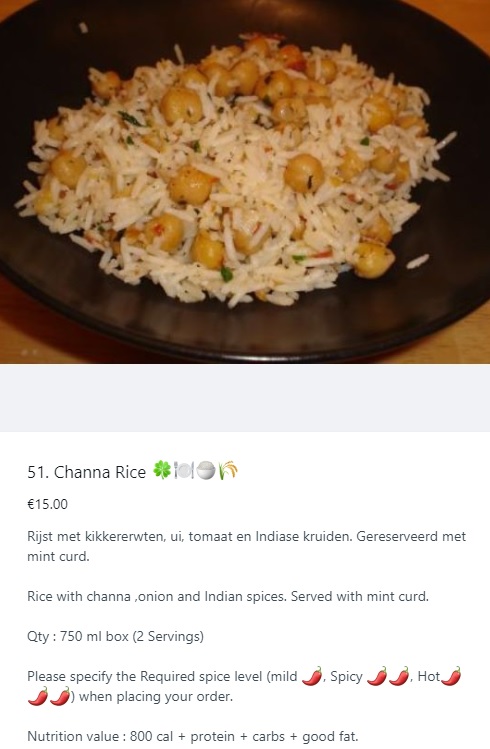 51. Channa Rice 🍀🍽️🍚🌾
€15.00
Rijst met kikkererwten, ui, tomaat en Indiase kruiden. Gereserveerd met
mint curd.
Rice with channa ,onion and Indian spices. Served with mint curd.
Qty : 750 ml box (2 Servings)
Please specify the Required spice level (mild 🌶️, Spicy 🌶️🌶️, Hot🌶️
🌶️🌶️) when placing your order.
Nutrition value : 800 cal + protein + carbs + good fat.